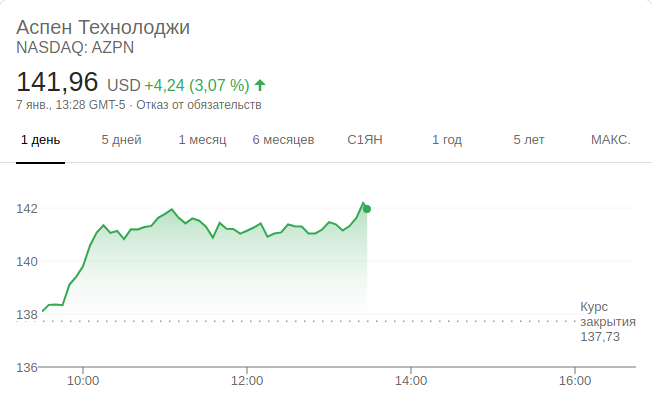 Аспен Технолоджи
NASDAQ: AZPN
141,96 USD +4,24 (3,07 %)
7 янв., 13:28 GMT-5 · Отказ от обязательств
1 день 5 дней 1 месяц 6 месяцев С1ЯН 1 год 5 лет МАКС.
142
140
138
Курс
закрытия
137,73
136
10:00 12:00 14:00 16:00